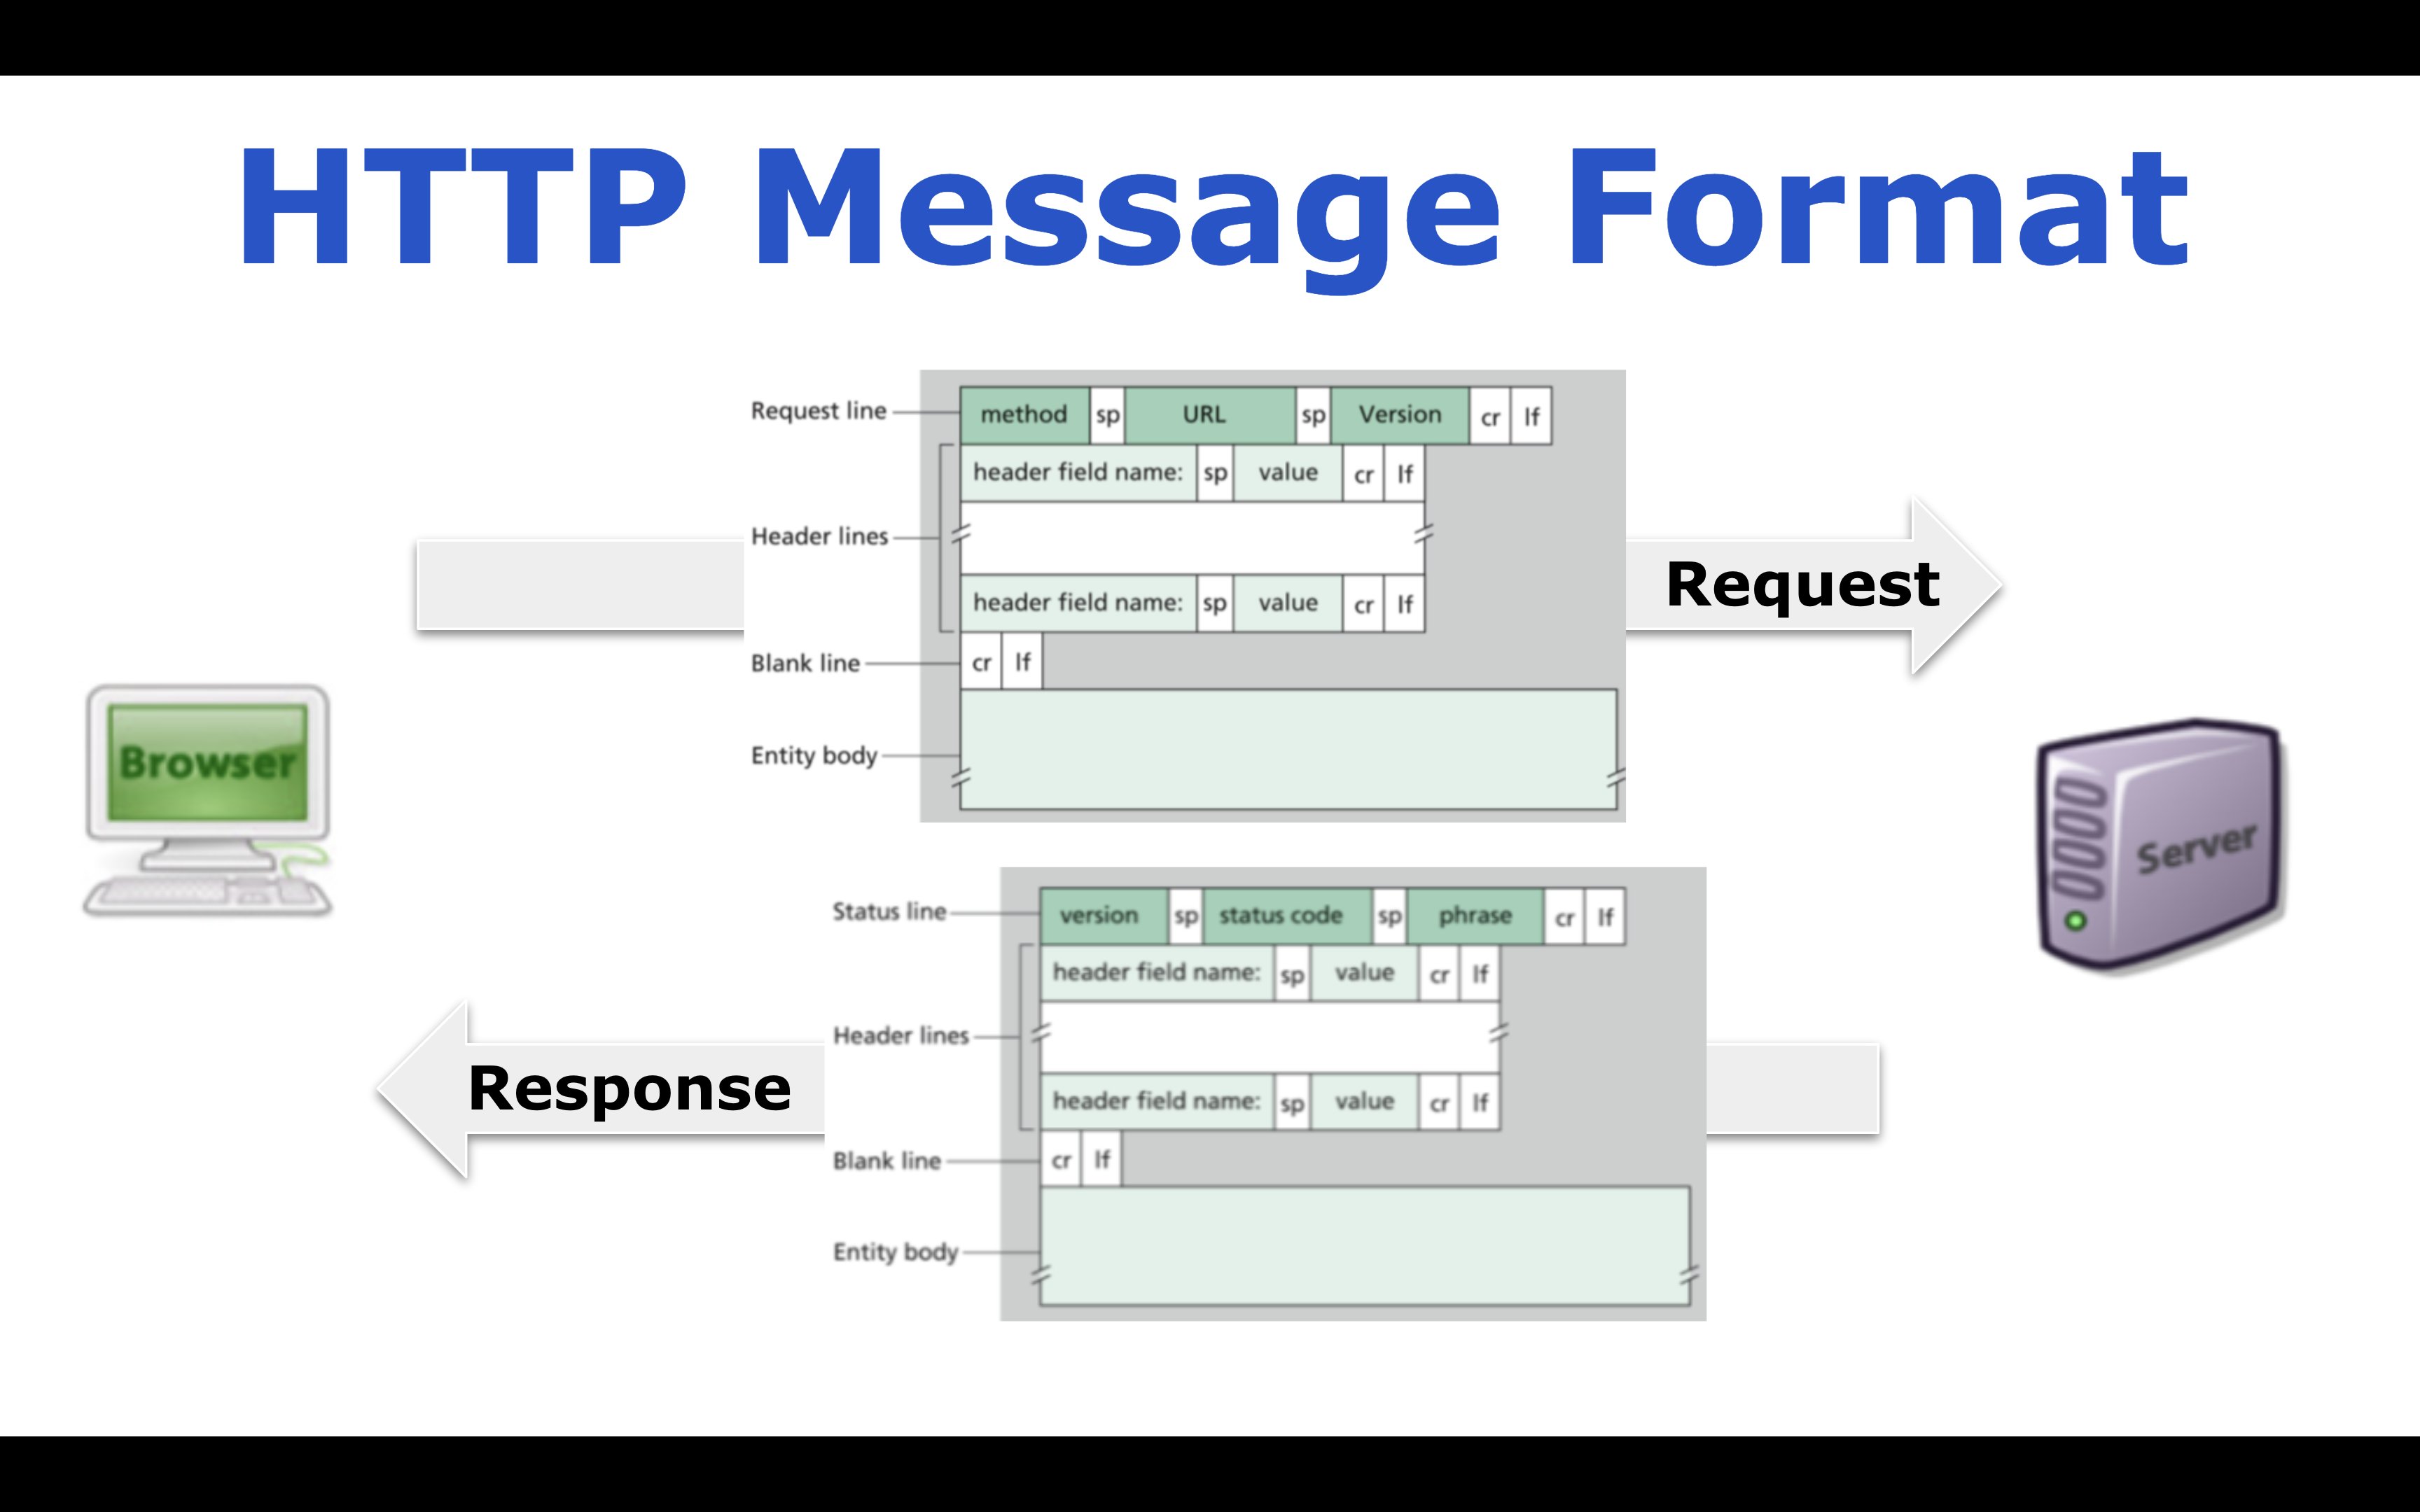 HTTP Message Format
Request line method sp URL sp Version cr lf
header field name: sp value cr lf
Header lines
header field name: sp value cr lf
Blank line cr lf
Entity body
Request
Browser
Server
Status line version sp status code sp phrase cr lf
header field name: sp value cr lf
Header lines
header field name: sp value cr lf
Blank line cr lf
Entity body
Response